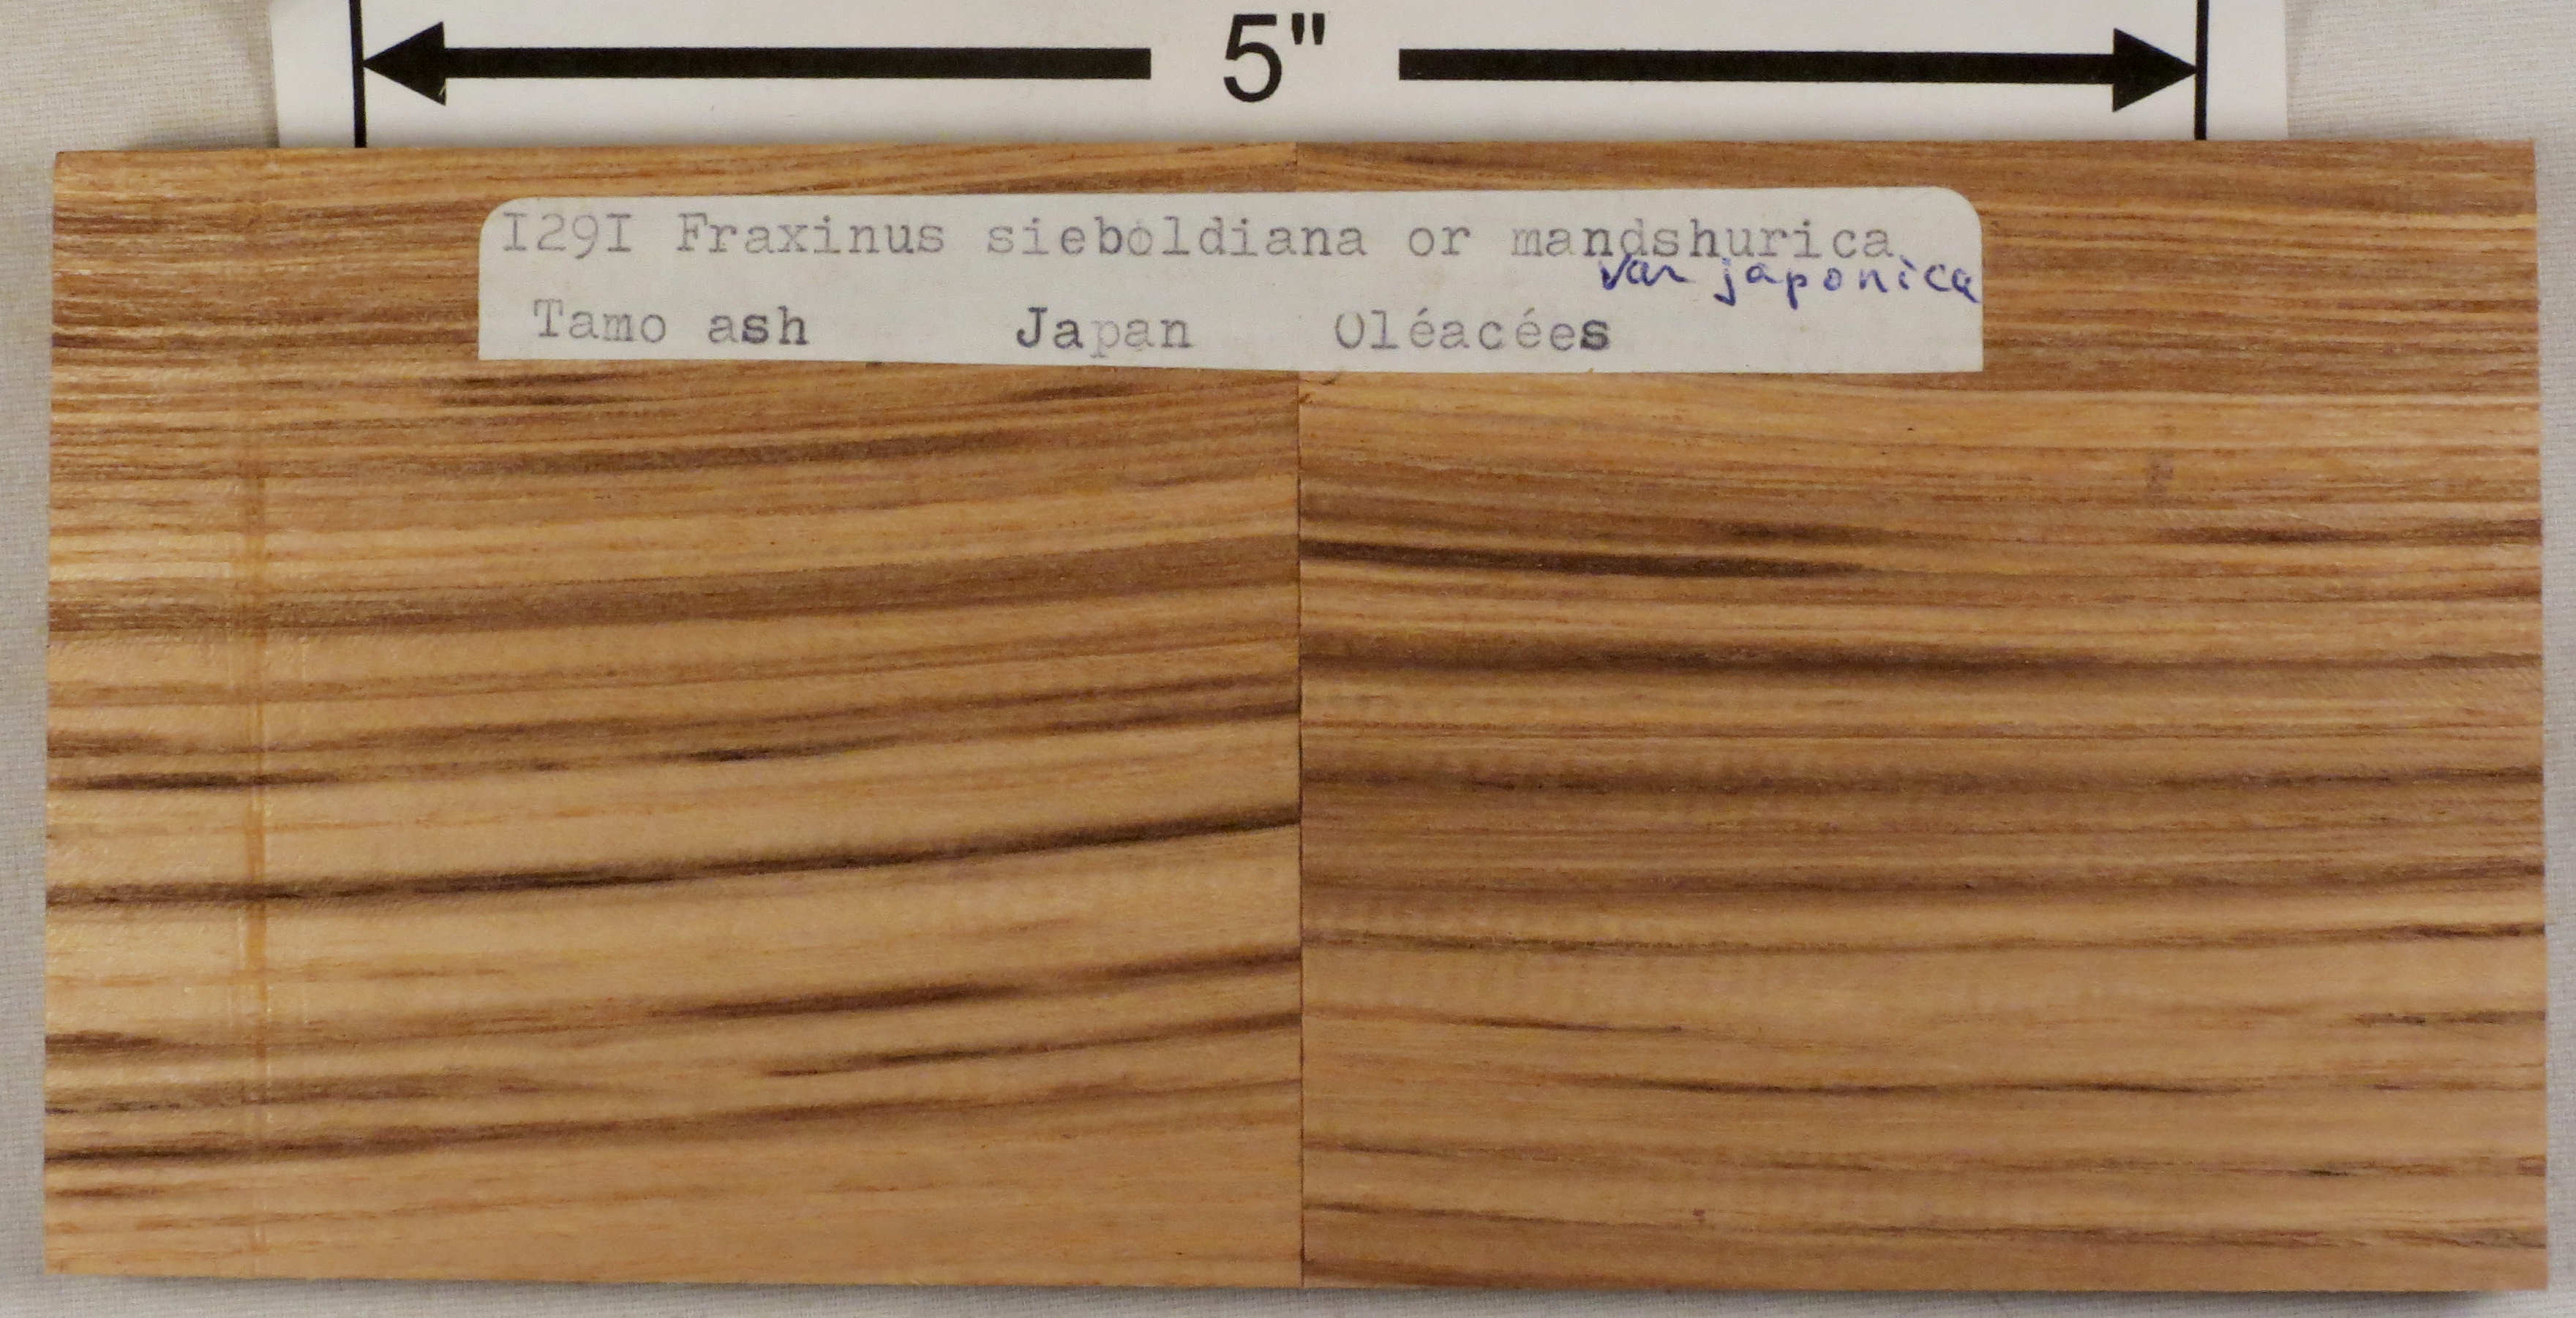 5"
I29I Fraxinus sieboldiana or mandshurica
var japonica
Tamo ash Japan Oléacées